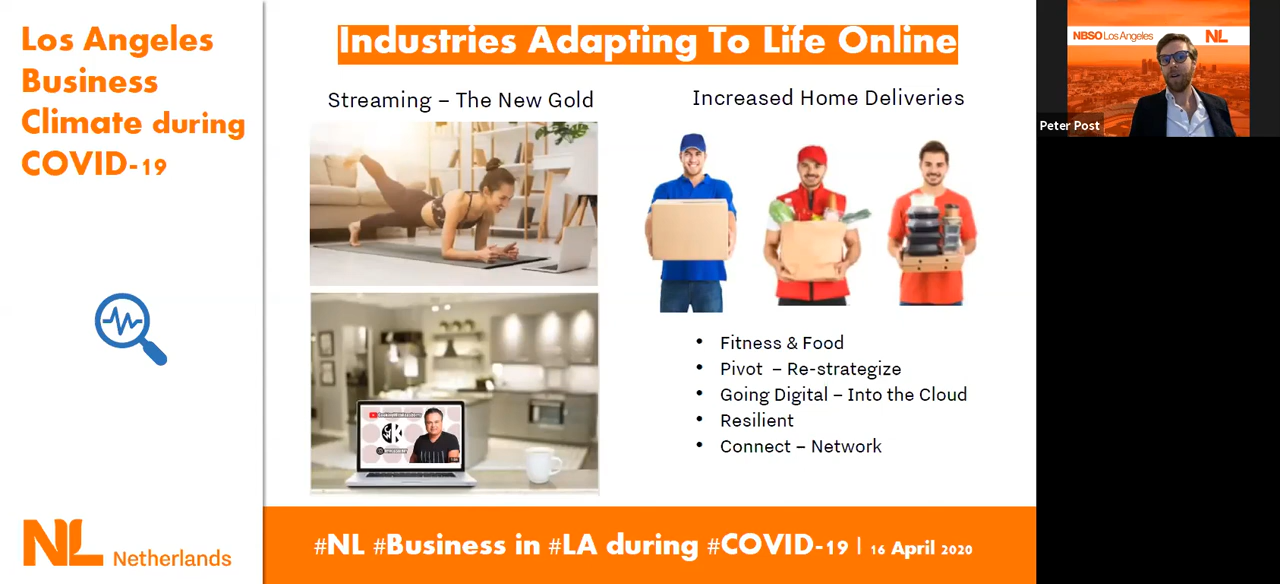 Los Angeles
Business
Climate during
COVID-19
NL Netherlands
Industries Adapting To Life Online
Streaming – The New Gold
Increased Home Deliveries
• Fitness & Food
• Pivot – Re-strategize
• Going Digital – Into the Cloud
• Resilient
• Connect – Network
#NL #Business in #LA during #COVID-19 | 16 April 2020
NBSO Los Angeles
NL
Peter Post